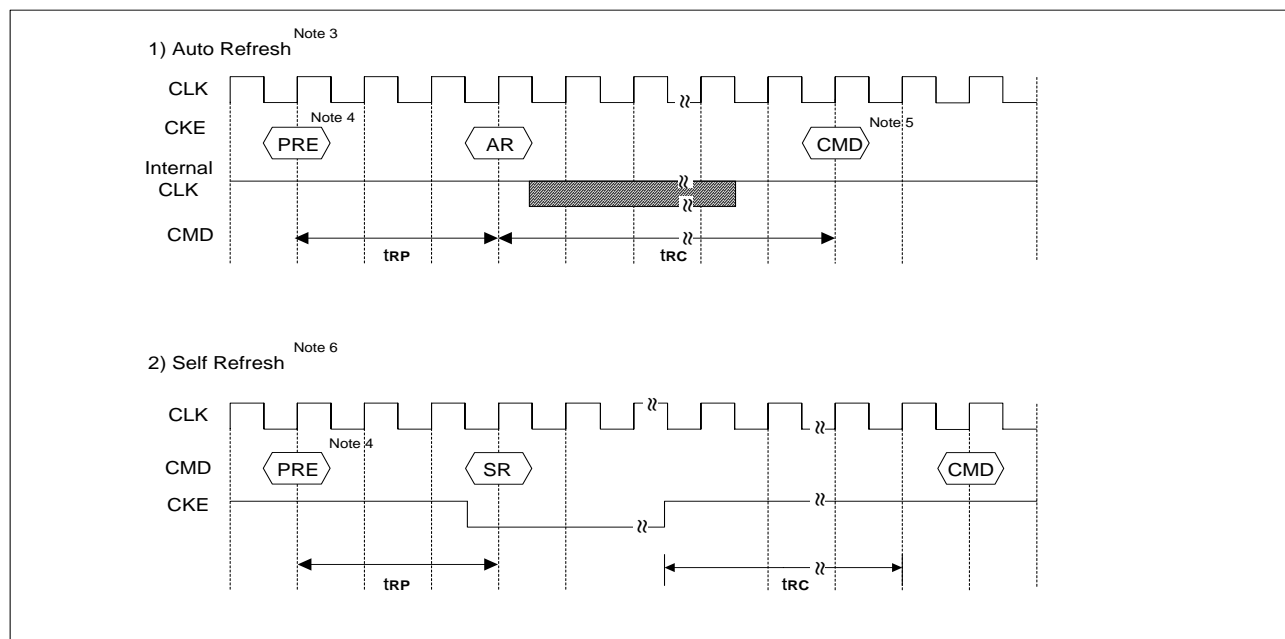 1) Auto Refresh Note 3
CLK
CKE
PRE Note 4
AR
CMD Note 5
Internal
CLK
CMD
tRP
tRC
2) Self Refresh Note 6
CLK
CMD
PRE Note 4
SR
CMD
CKE
tRP
tRC